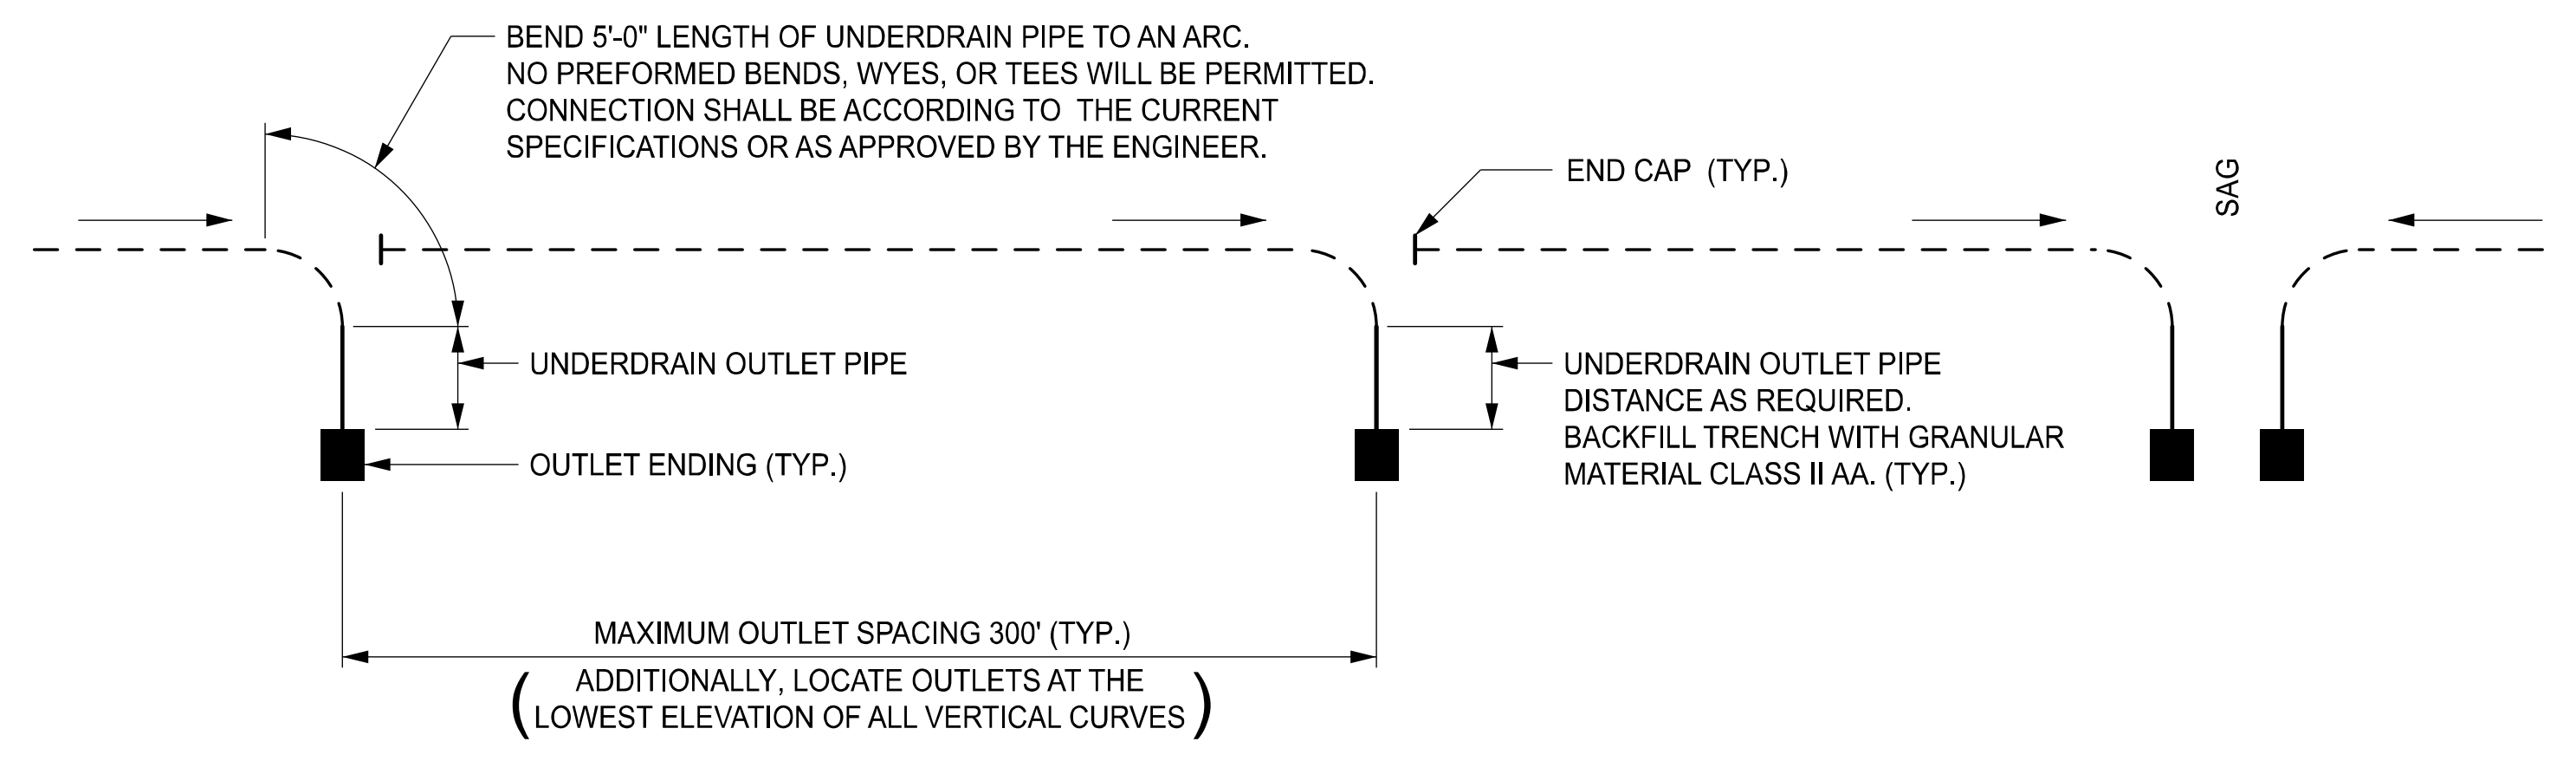 BEND 5'-0" LENGTH OF UNDERDRAIN PIPE TO AN ARC.
NO PREFORMED BENDS, WYES, OR TEES WILL BE PERMITTED.
CONNECTION SHALL BE ACCORDING TO THE CURRENT
SPECIFICATIONS OR AS APPROVED BY THE ENGINEER.
END CAP (TYP.)
SAG
UNDERDRAIN OUTLET PIPE
OUTLET ENDING (TYP.)
UNDERDRAIN OUTLET PIPE
DISTANCE AS REQUIRED.
BACKFILL TRENCH WITH GRANULAR
MATERIAL CLASS II AA. (TYP.)
MAXIMUM OUTLET SPACING 300' (TYP.)
(ADDITIONALLY, LOCATE OUTLETS AT THE
LOWEST ELEVATION OF ALL VERTICAL CURVES)